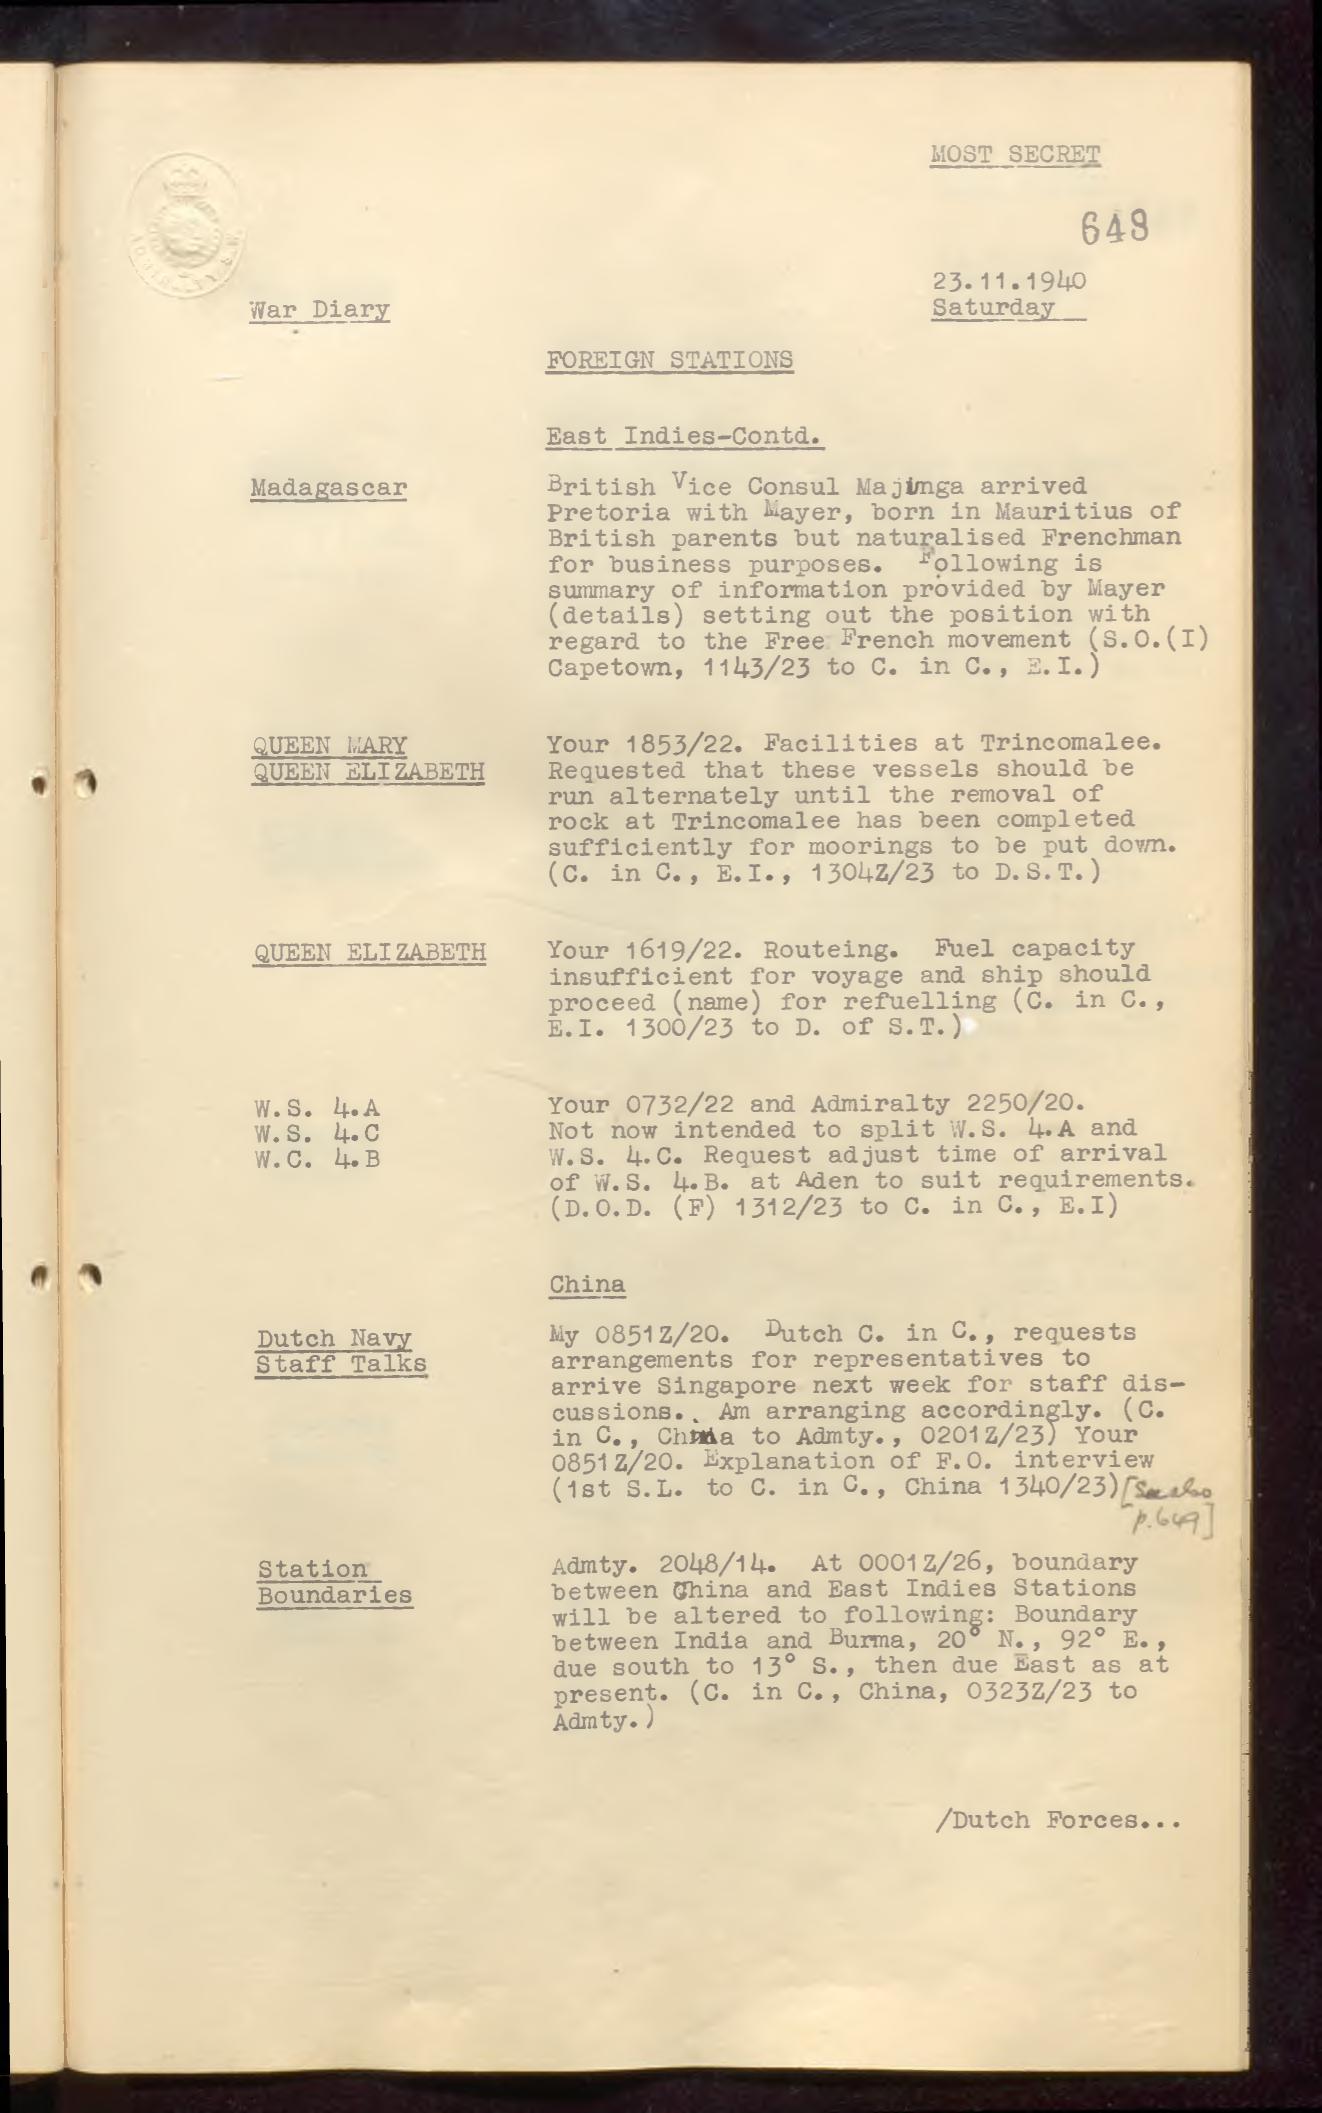 MOST SECRET
648
23.11.1940
Saturday
War Diary
FOREIGN STATIONS
East Indies-Contd.
Madagascar
British Vice Consul Majunga arrived
Pretoria with Mayer, born in Mauritius of
British parents but naturalised Frenchman
for business purposes. Following is
summary of information provided by Mayer
(details) setting out the position with
regard to the Free French movement (S.O.(I)
Capetown, 1143/23 to C. in C., E.I.)
QUEEN MARY
QUEEN ELIZABETH
Your 1853/22. Facilities at Trincomalee.
Requested that these vessels should be
run alternately until the removal of
rock at Trincomalee has been completed
sufficiently for moorings to be put down.
(C. in C., E.I., 1304Z/23 to D.S.T.)
QUEEN ELIZABETH
Your 1619/22. Routeing. Fuel capacity
insufficient for voyage and ship should
proceed (name) for refuelling (C. in C.,
E.I. 1300/23 to D. of S.T.)
W.S. 4.A
W.S. 4.C
W.C. 4.B
Your 0732/22 and Admiralty 2250/20.
Not now intended to split W.S. 4.A and
W.S. 4.C. Request adjust time of arrival
of W.S. 4.B. at Aden to suit requirements.
(D.O.D. (F) 1312/23 to C. in C., E.I)
China
Dutch Navy
Staff Talks
My 0851Z/20. Dutch C. in C., requests
arrangements for representatives to
arrive Singapore next week for staff dis-
cussions. Am arranging accordingly. (C.
in C., China to Admty., 0201Z/23) Your
0851Z/20. Explanation of F.O. interview
(1st S.L. to C. in C., China 1340/23) [See also
p.649]
Station
Boundaries
Admty. 2048/14. At 0001Z/26, boundary
between China and East Indies Stations
will be altered to following: Boundary
between India and Burma, 20° N., 92° E.,
due south to 13° S., then due East as at
present. (C. in C., China, 0323Z/23 to
Admty.)
/Dutch Forces...